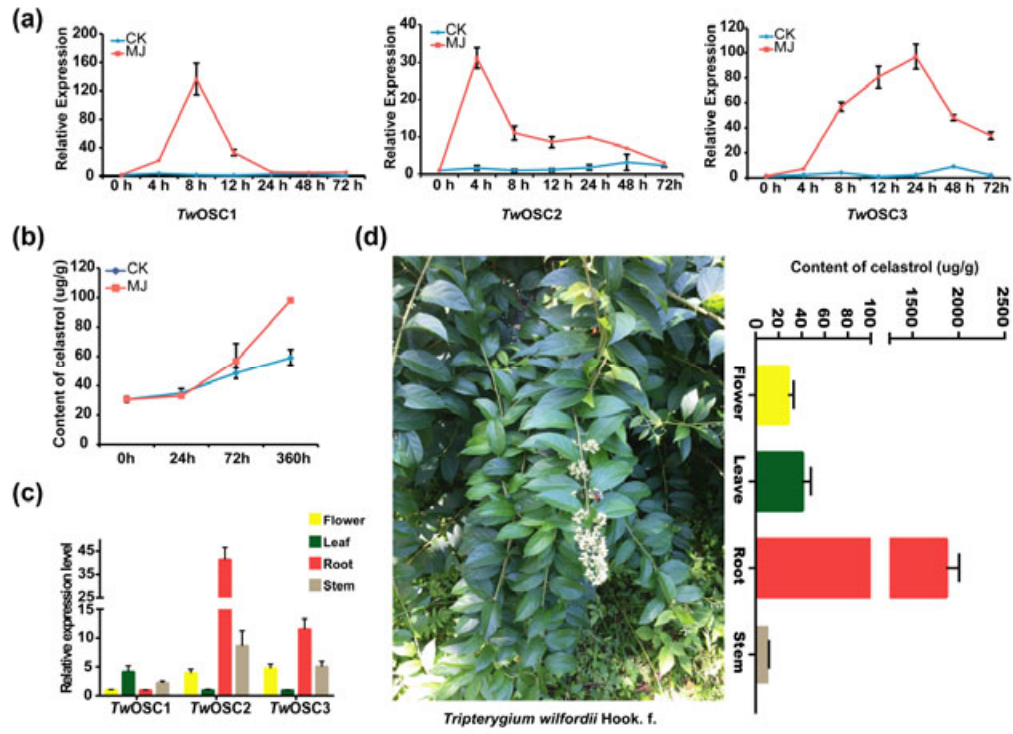 (a)
Relative Expression
CK
MJ
200
160
120
80
40
0
0 h 4 h 8 h 12 h 24 h 48 h 72 h
TwOSC1
Relative Expression
CK
MJ
40
30
20
10
0
0 h 4 h 8 h 12 h 24 h 48 h 72h
TwOSC2
Relative Expression
CK
MJ
120
100
80
60
40
20
0
0 h 4 h 8 h 12 h 24 h 48 h 72h
TwOSC3
(b)
Content of celastrol (ug/g)
CK
MJ
120
100
80
60
40
20
0
0h 24h 72h 360h
(c)
Relative expression level
Flower
Leaf
Root
Stem
45
35
25
15
10
5
0
TwOSC1 TwOSC2 TwOSC3
(d)
Tripterygium wilfordii Hook. f.
Content of celastrol (ug/g)
0 20 40 60 80 100 1500 2000 2500
Flower
Leave
Root
Stem